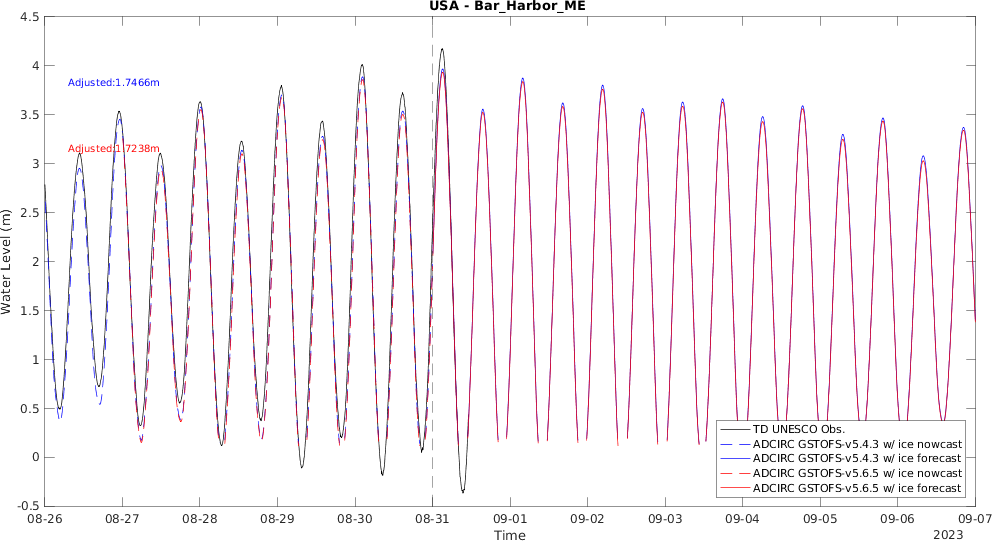 USA - Bar_Harbor_ME
4.5
4
3.5
3
2.5
2
1.5
1
0.5
0
-0.5
Water Level (m)
Adjusted:1.7466m
Adjusted:1.7238m
TD UNESCO Obs.
ADCIRC GSTOFS-v5.4.3 w/ ice nowcast
ADCIRC GSTOFS-v5.4.3 w/ ice forecast
ADCIRC GSTOFS-v5.6.5 w/ ice nowcast
ADCIRC GSTOFS-v5.6.5 w/ ice forecast
08-26 08-27 08-28 08-29 08-30 08-31 09-01 09-02 09-03 09-04 09-05 09-06 09-07
Time
2023